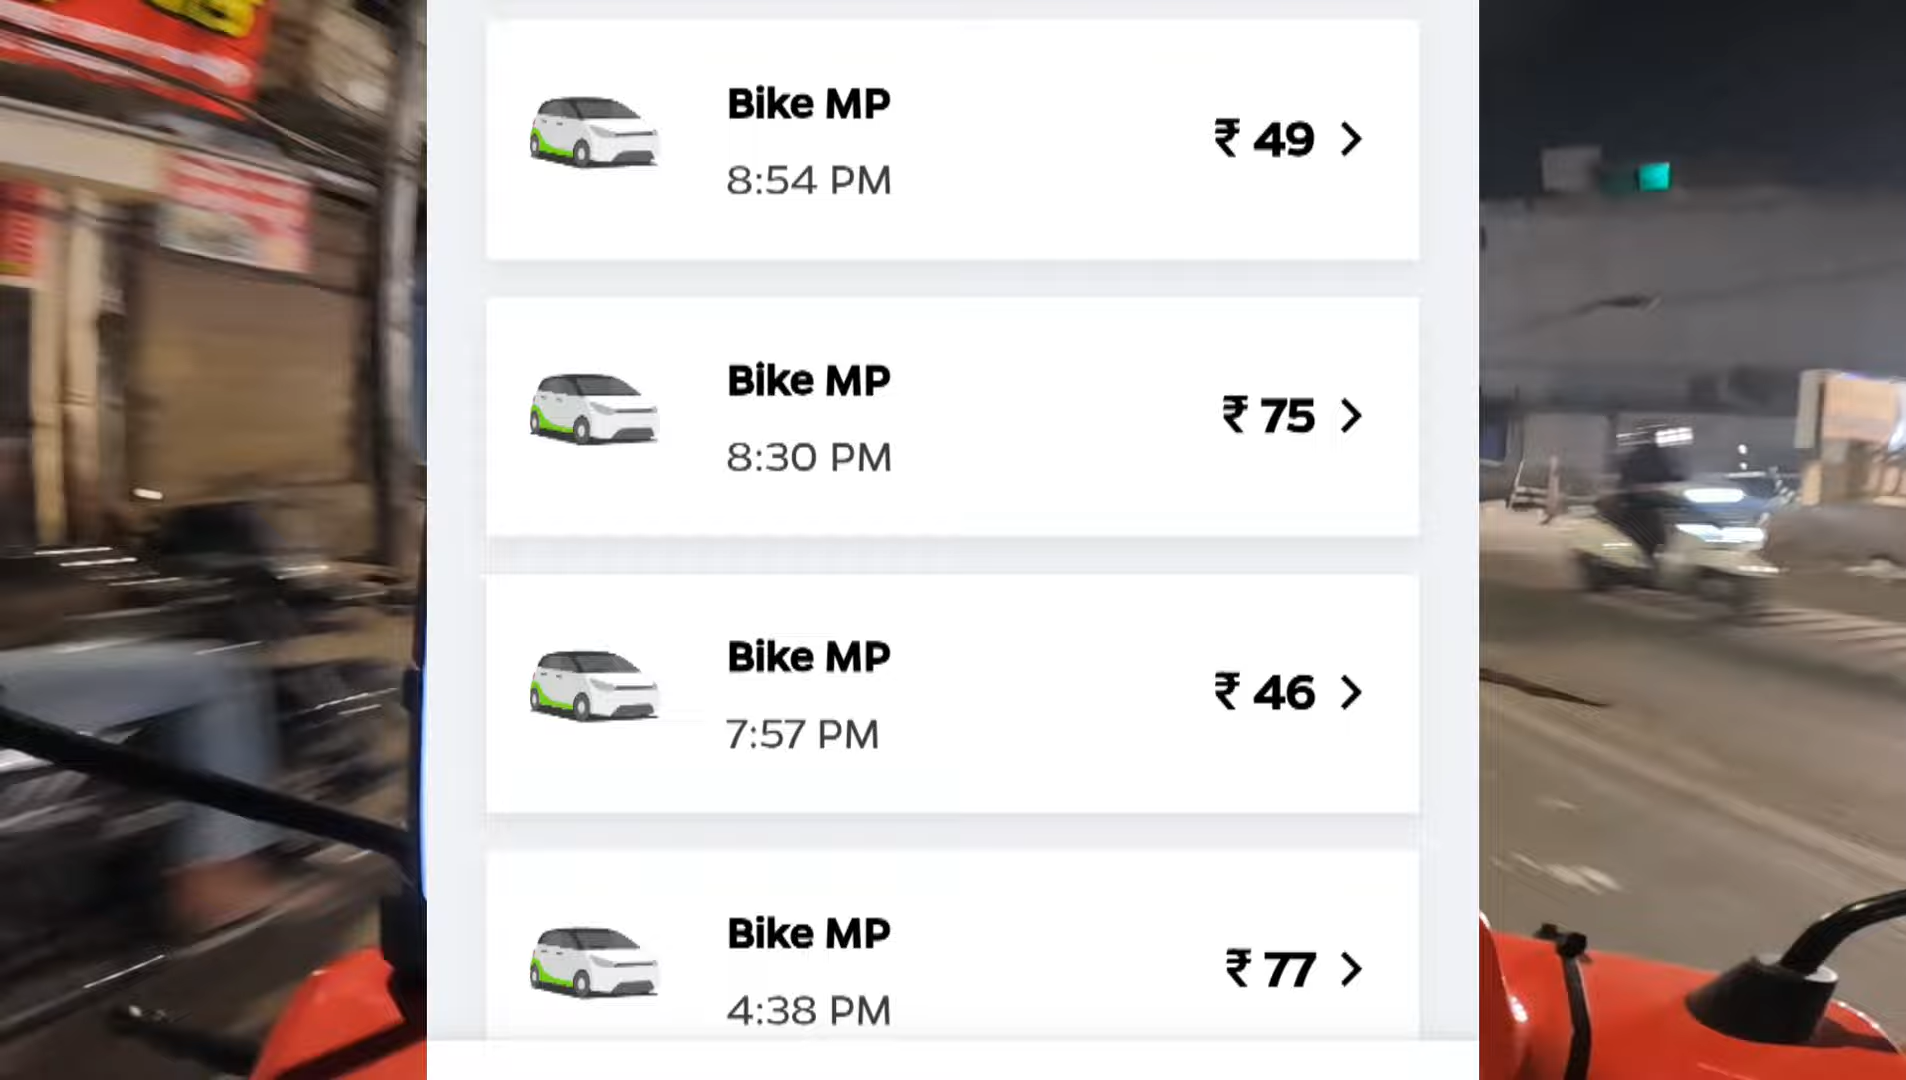 Bike MP
8:54 PM
₹ 49
Bike MP
8:30 PM
₹ 75
Bike MP
7:57 PM
₹ 46
Bike MP
4:38 PM
₹ 77